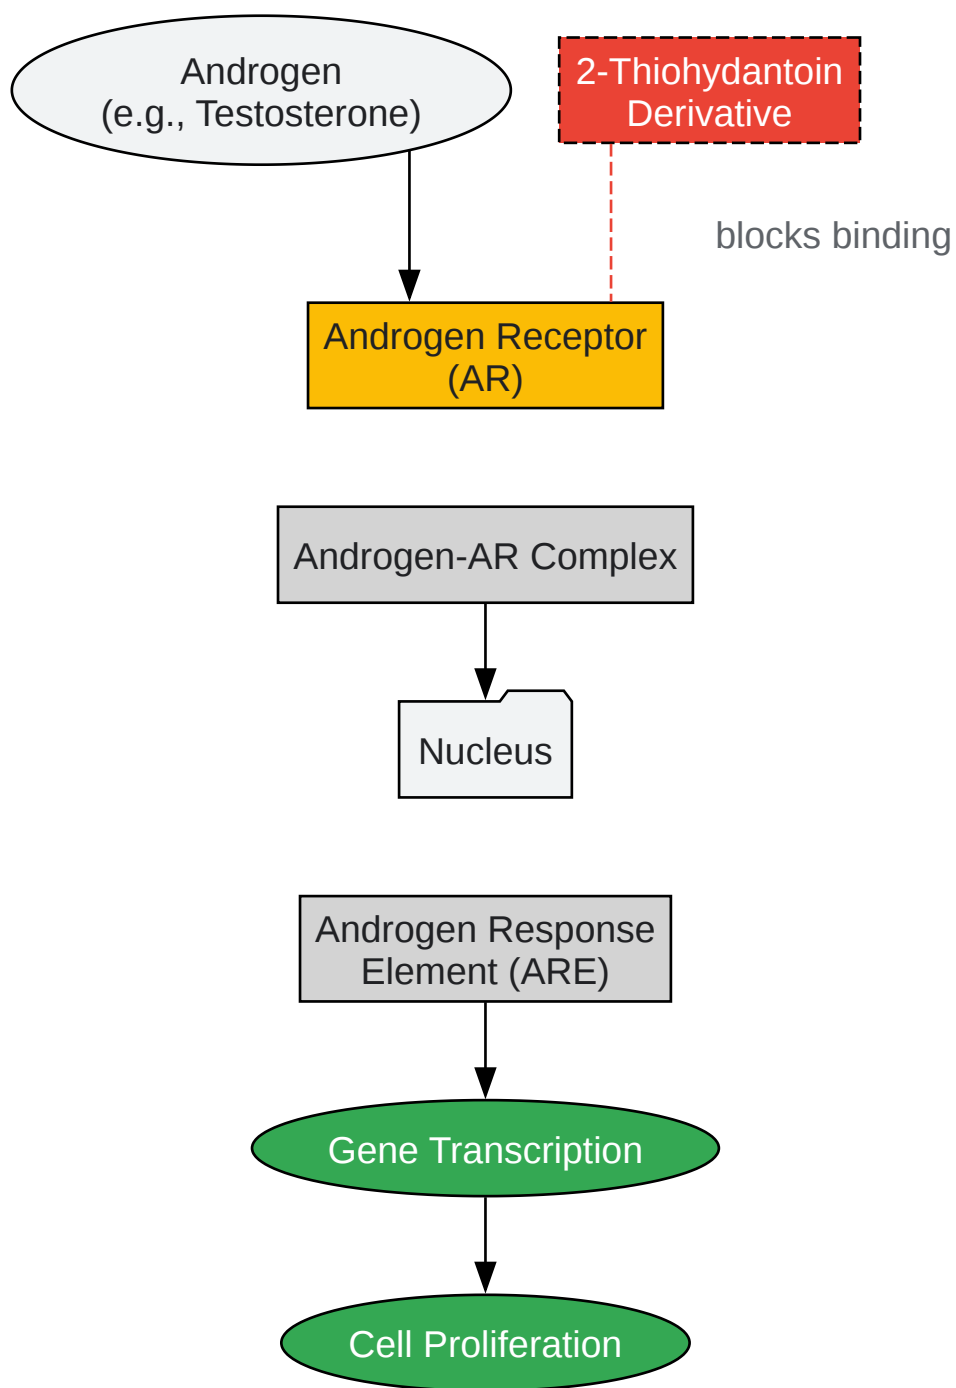 Androgen
(e.g., Testosterone)
2-Thiohydantoin
Derivative
blocks binding
Androgen Receptor
(AR)
Androgen-AR Complex
Nucleus
Androgen Response
Element (ARE)
Gene Transcription
Cell Proliferation